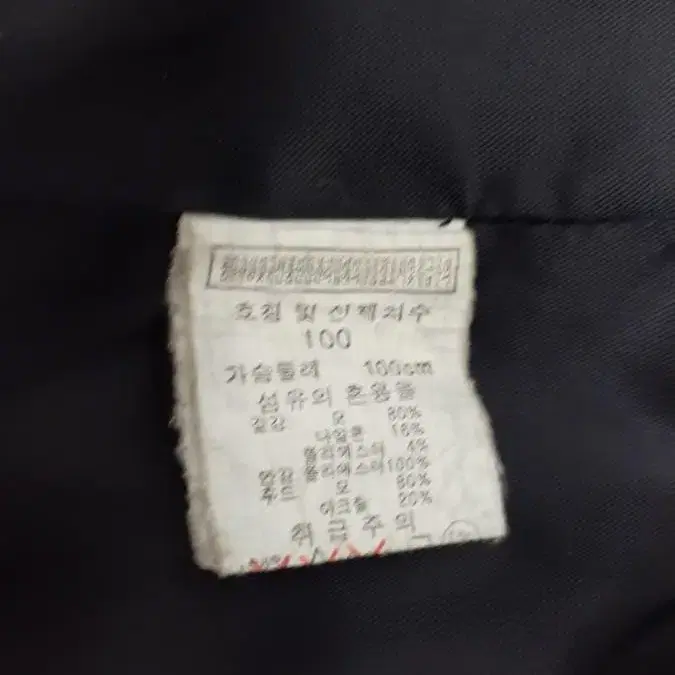 호칭 및 신체치수
100
가슴둘레 100cm
섬유의 혼용율
겉감 모 80%
나일론 16%
폴리에스터 4%
안감 폴리에스터 100%
후드 모 80%
아크릴 20%
취급주의